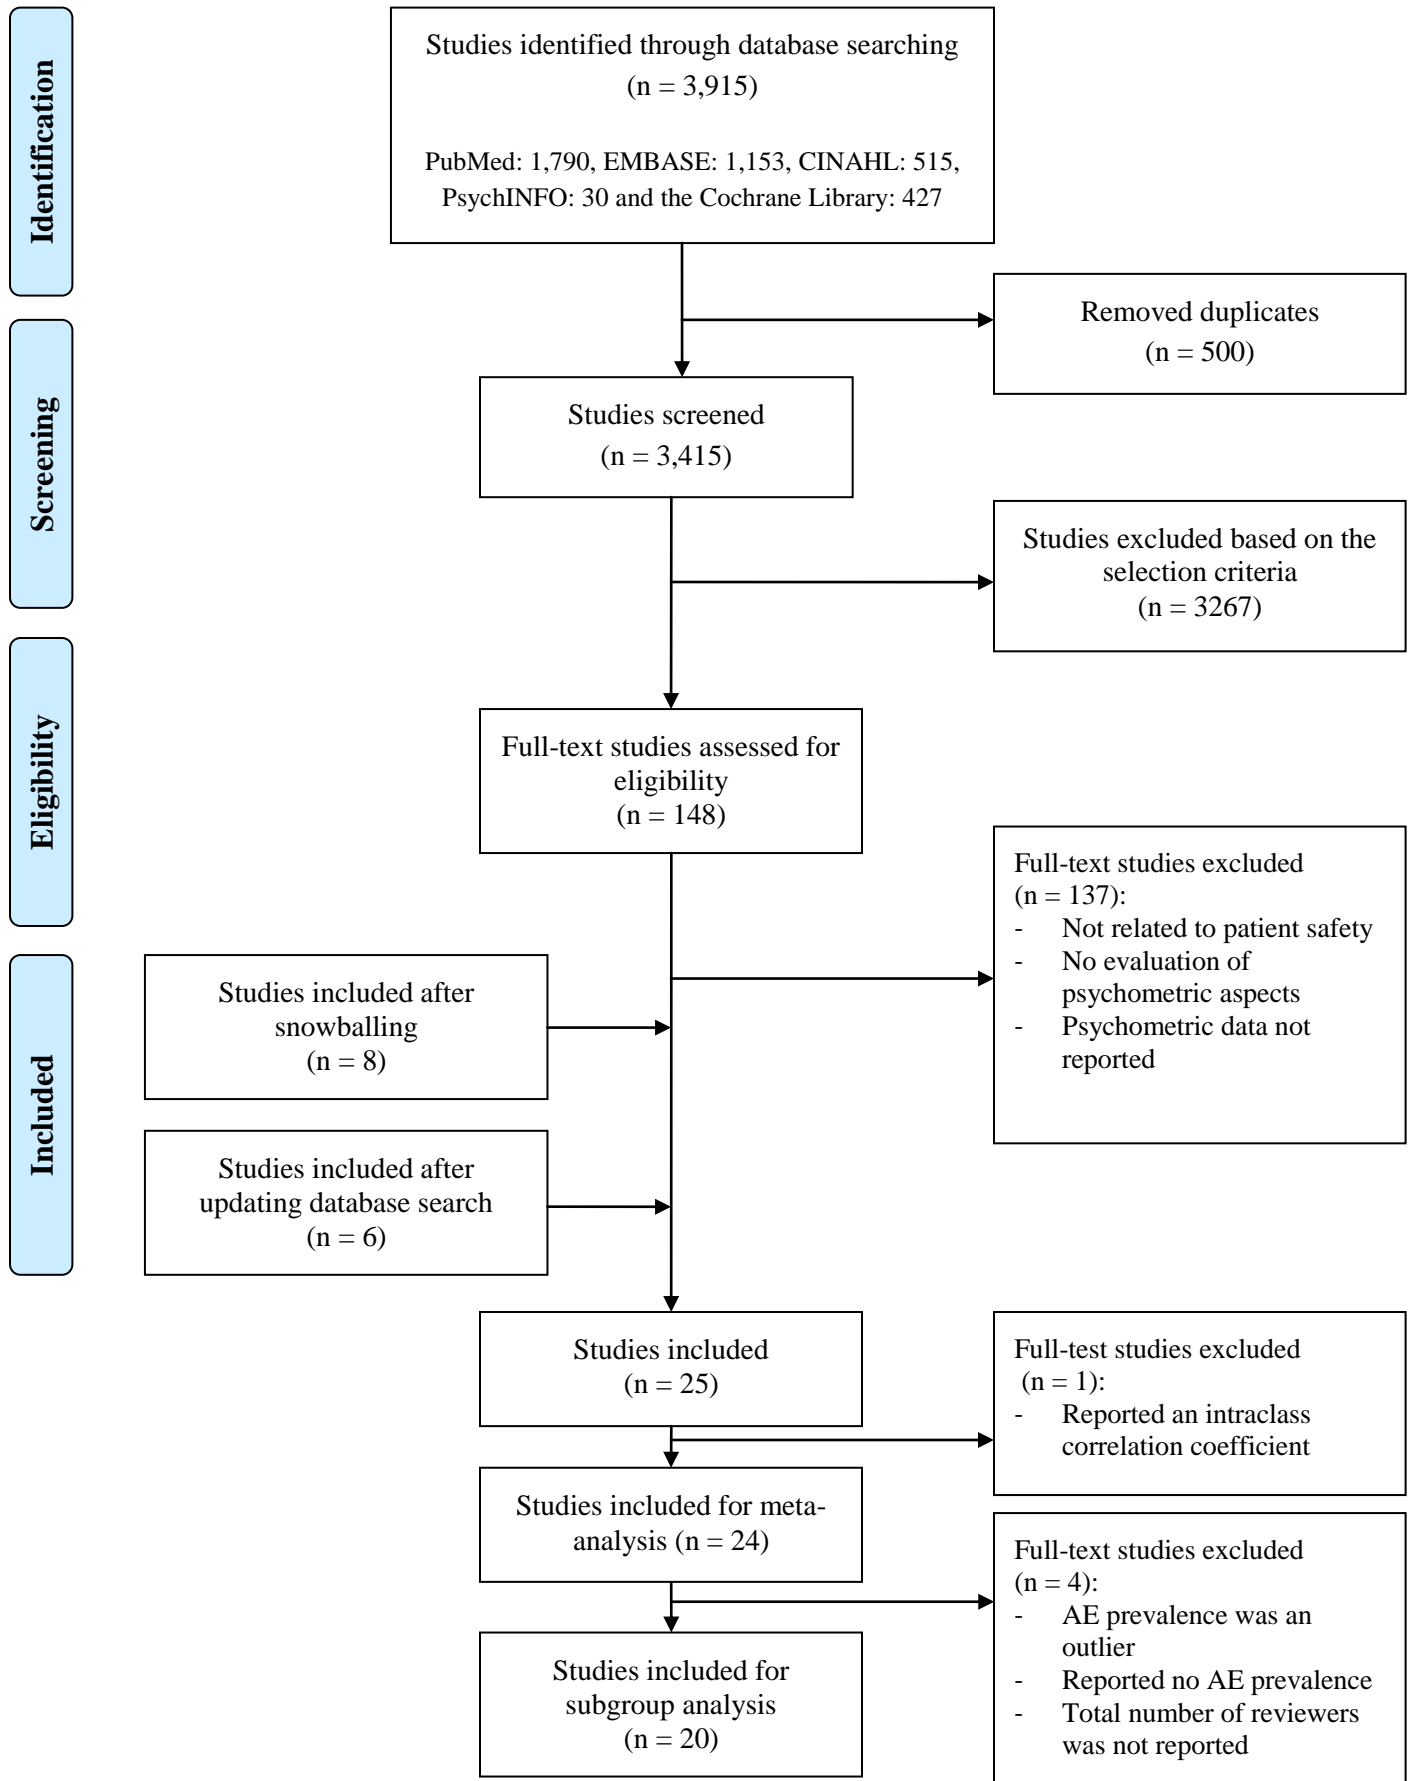 Identification
Studies identified through database searching
(n = 3,915)
PubMed: 1,790, EMBASE: 1,153, CINAHL: 515,
PsychINFO: 30 and the Cochrane Library: 427
Removed duplicates
(n = 500)
Screening
Studies screened
(n = 3,415)
Studies excluded based on the
selection criteria
(n = 3267)
Eligibility
Full-text studies assessed for
eligibility
(n = 148)
Full-text studies excluded
(n = 137):
- Not related to patient safety
- No evaluation of
psychometric aspects
- Psychometric data not
reported
Included
Studies included after
snowballing
(n = 8)
Studies included after
updating database search
(n = 6)
Studies included
(n = 25)
Full-test studies excluded
(n = 1):
- Reported an intraclass
correlation coefficient
Studies included for meta-
analysis (n = 24)
Full-text studies excluded
(n = 4):
- AE prevalence was an
outlier
- Reported no AE prevalence
- Total number of reviewers
was not reported
Studies included for
subgroup analysis
(n = 20)